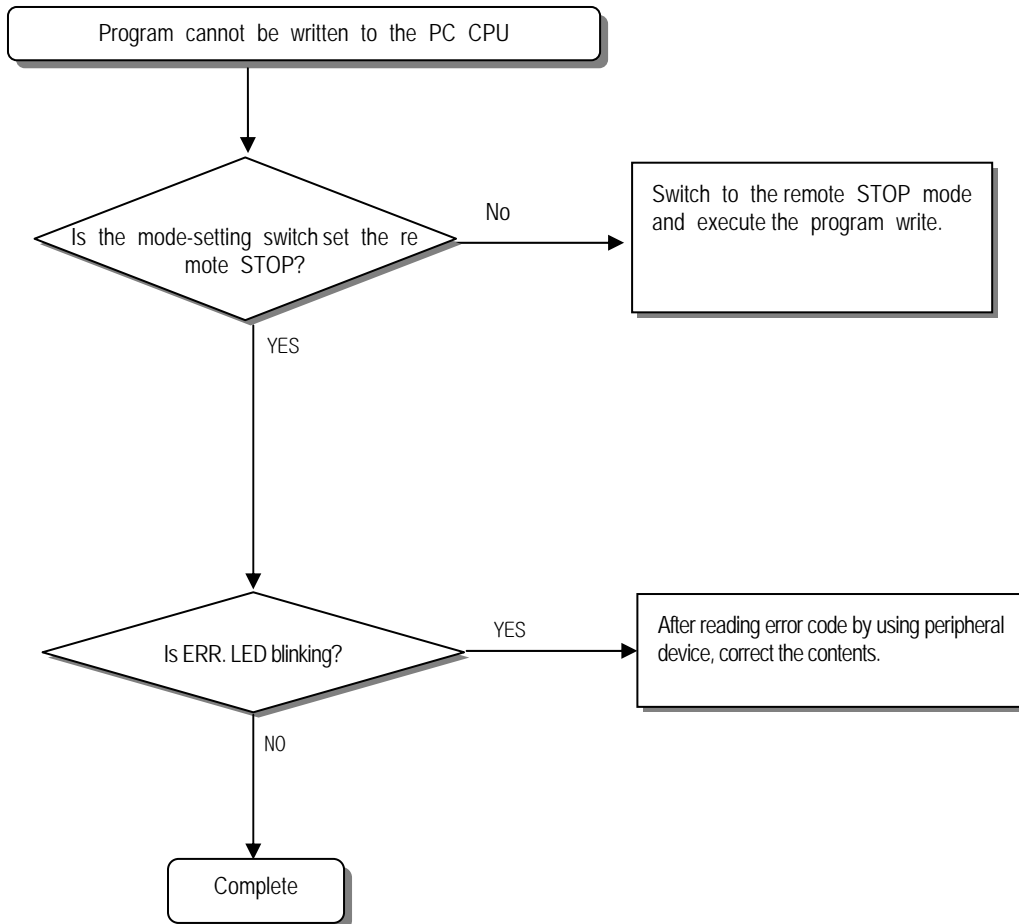 Program cannot be written to the PC CPU
Is the mode-setting switch set the re
mote STOP?
No
Switch to the remote STOP mode
and execute the program write.
YES
Is ERR. LED blinking?
YES
After reading error code by using peripheral
device, correct the contents.
NO
Complete